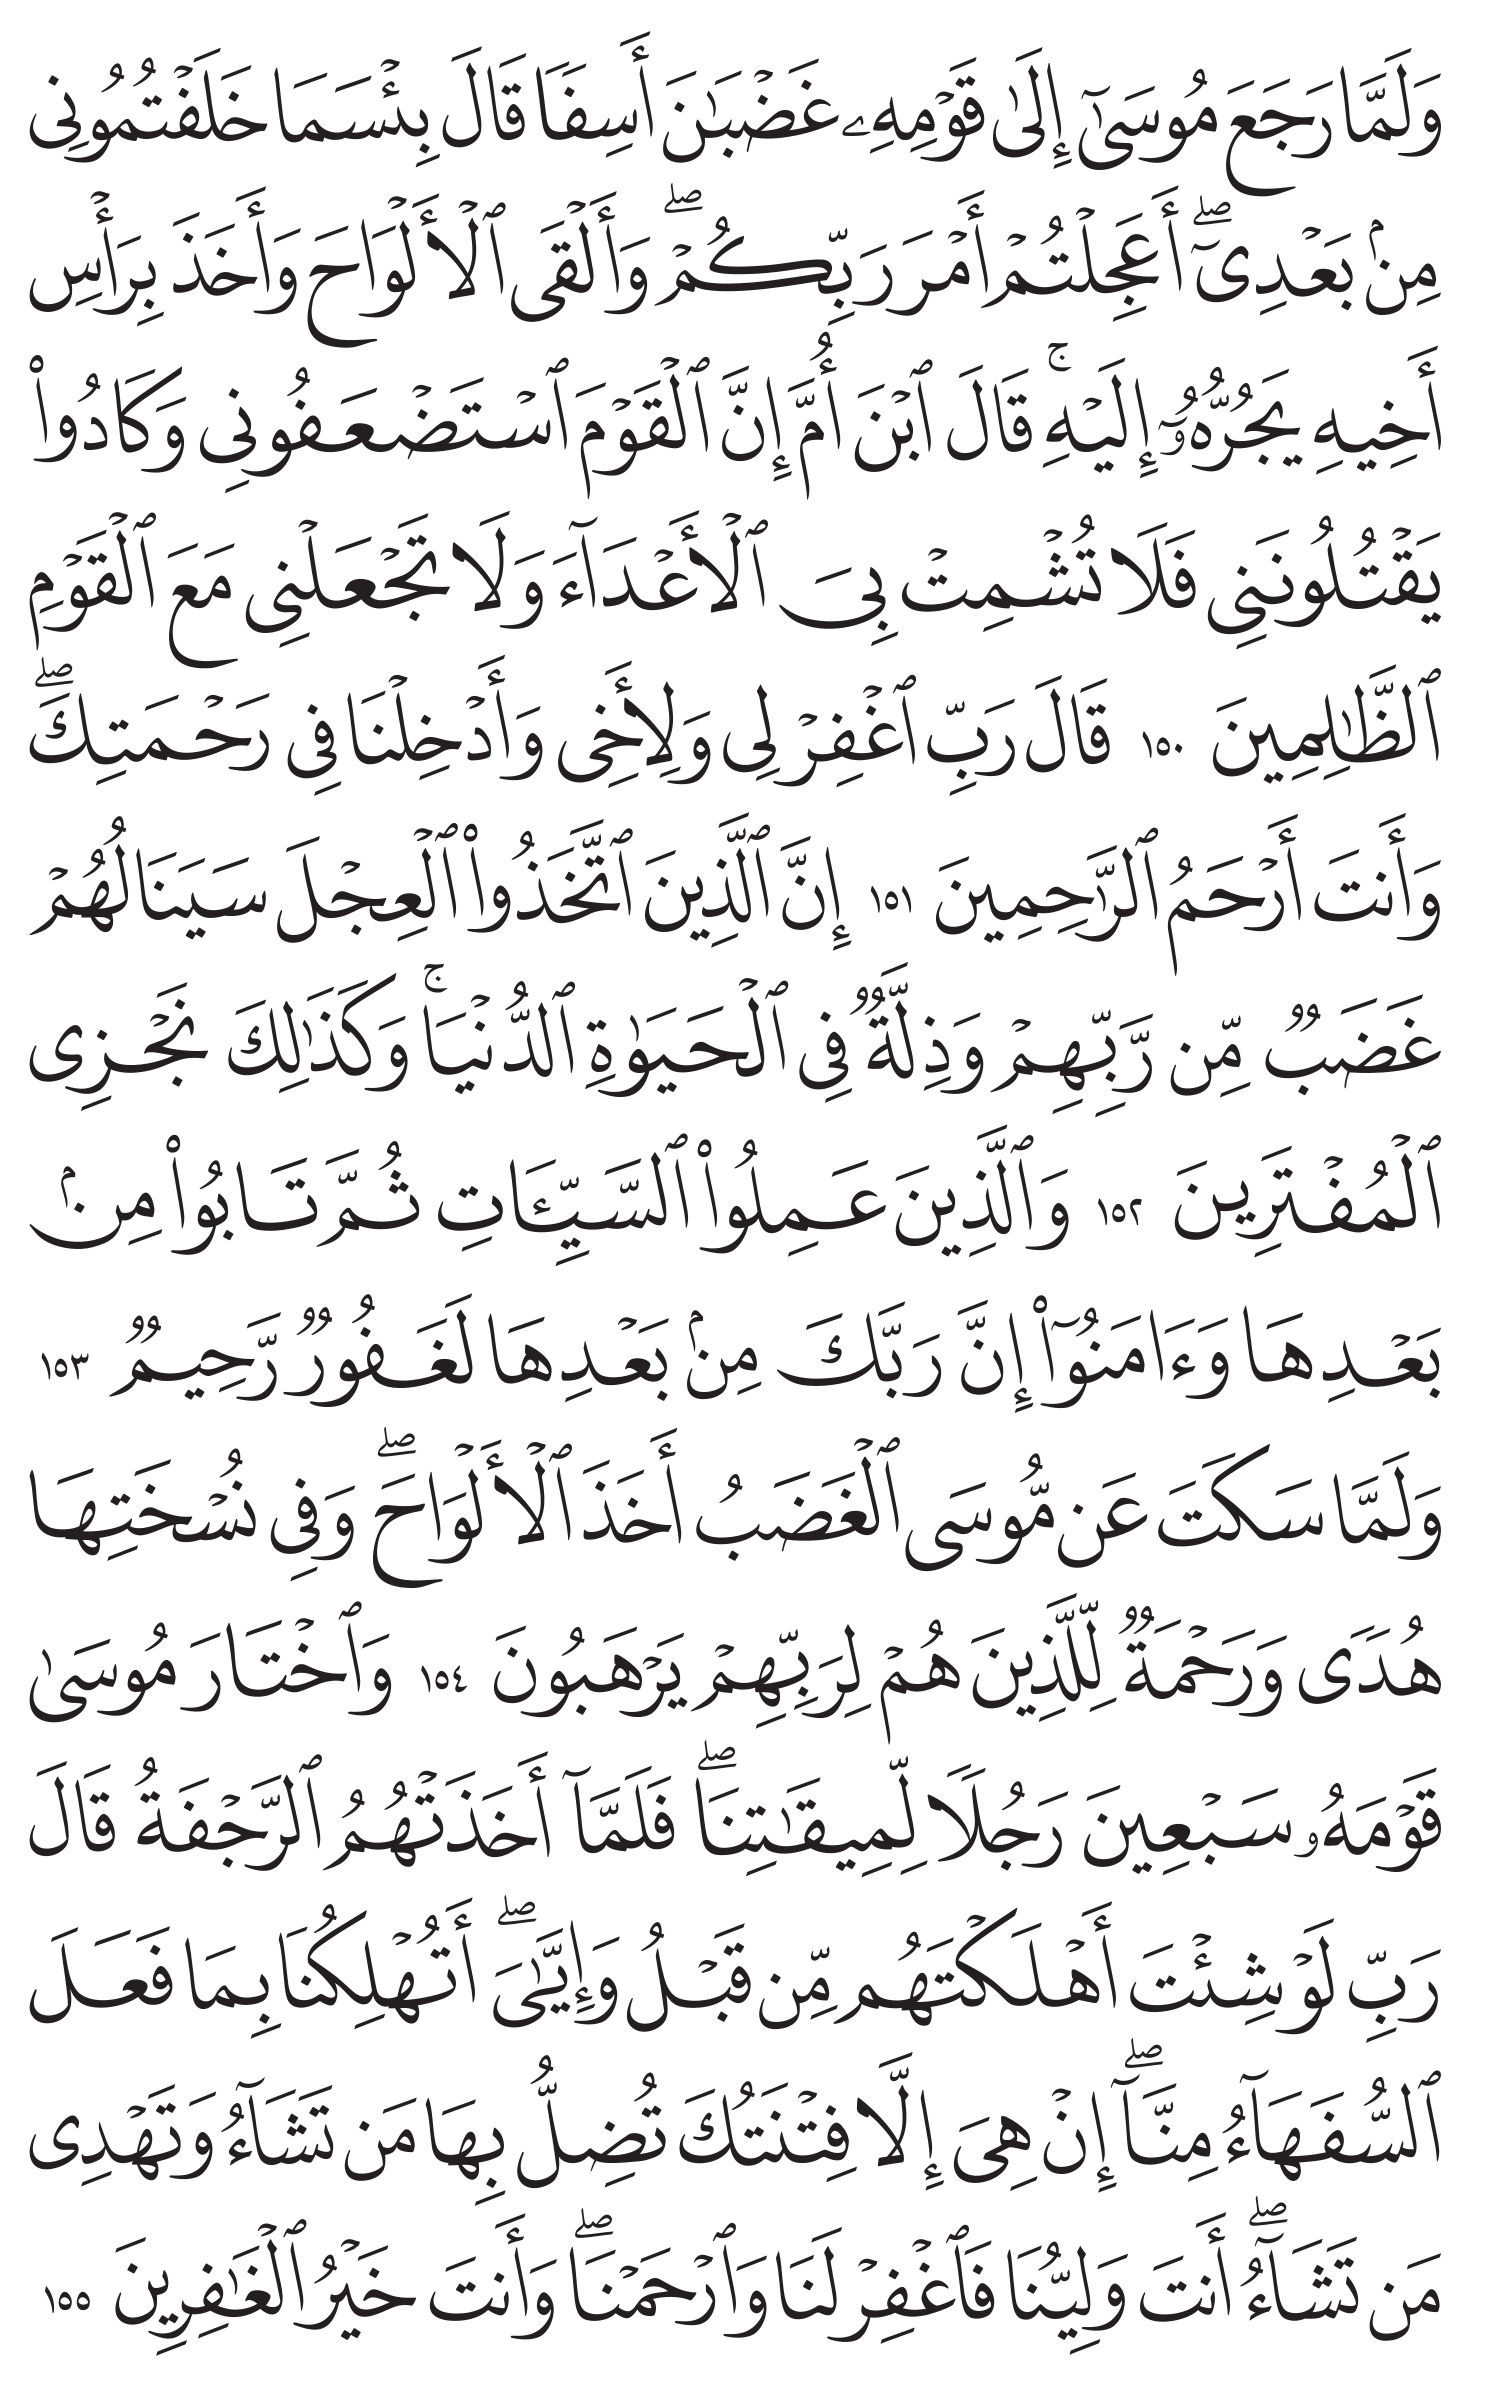 وَلَمَّا رَجَعَ مُوسَىٰٓ إِلَىٰ قَوْمِهِۦ غَضْبَٰنَ أَسِفًا قَالَ بِئْسَمَا خَلَفْتُمُونِى
مِنۢ بَعْدِىٓۖ أَعَجِلْتُمْ أَمْرَ رَبِّكُمْۖ وَأَلْقَى ٱلْأَلْوَاحَ وَأَخَذَ بِرَأْسِ
أَخِيهِ يَجُرُّهُۥٓ إِلَيْهِۚ قَالَ ٱبْنَ أُمَّ إِنَّ ٱلْقَوْمَ ٱسْتَضْعَفُونِى وَكَادُوا۟
يَقْتُلُونَنِى فَلَا تُشْمِتْ بِىَ ٱلْأَعْدَآءَ وَلَا تَجْعَلْنِى مَعَ ٱلْقَوْمِ
ٱلظَّٰلِمِينَ ١٥٠ قَالَ رَبِّ ٱغْفِرْ لِى وَلِأَخِى وَأَدْخِلْنَا فِى رَحْمَتِكَۖ
وَأَنتَ أَرْحَمُ ٱلرَّٰحِمِينَ ١٥١ إِنَّ ٱلَّذِينَ ٱتَّخَذُوا۟ ٱلْعِجْلَ سَيَنَالُهُمْ
غَضَبٌ مِّن رَّبِّهِمْ وَذِلَّةٌ فِى ٱلْحَيَوٰةِ ٱلدُّنْيَاۚ وَكَذَٰلِكَ نَجْزِى
ٱلْمُفْتَرِينَ ١٥٢ وَٱلَّذِينَ عَمِلُوا۟ ٱلسَّيِّـَٔاتِ ثُمَّ تَابُوا۟ مِنۢ
بَعْدِهَا وَءَامَنُوٓا۟ إِنَّ رَبَّكَ مِنۢ بَعْدِهَا لَغَفُورٌ رَّحِيمٌ ١٥٣
وَلَمَّا سَكَتَ عَن مُّوسَى ٱلْغَضَبُ أَخَذَ ٱلْأَلْوَاحَۖ وَفِى نُسْخَتِهَا
هُدًى وَرَحْمَةٌ لِّلَّذِينَ هُمْ لِرَبِّهِمْ يَرْهَبُونَ ١٥٤ وَٱخْتَارَ مُوسَىٰ
قَوْمَهُۥ سَبْعِينَ رَجُلًا لِّمِيقَٰتِنَاۖ فَلَمَّآ أَخَذَتْهُمُ ٱلرَّجْفَةُ قَالَ
رَبِّ لَوْ شِئْتَ أَهْلَكْتَهُم مِّن قَبْلُ وَإِيَّٰىَۖ أَتُهْلِكُنَا بِمَا فَعَلَ
ٱلسُّفَهَآءُ مِنَّآۖ إِنْ هِىَ إِلَّا فِتْنَتُكَ تُضِلُّ بِهَا مَن تَشَآءُ وَتَهْدِى
مَن تَشَآءُۖ أَنتَ وَلِيُّنَا فَٱغْفِرْ لَنَا وَٱرْحَمْنَاۖ وَأَنتَ خَيْرُ ٱلْغَٰفِرِينَ ١٥٥